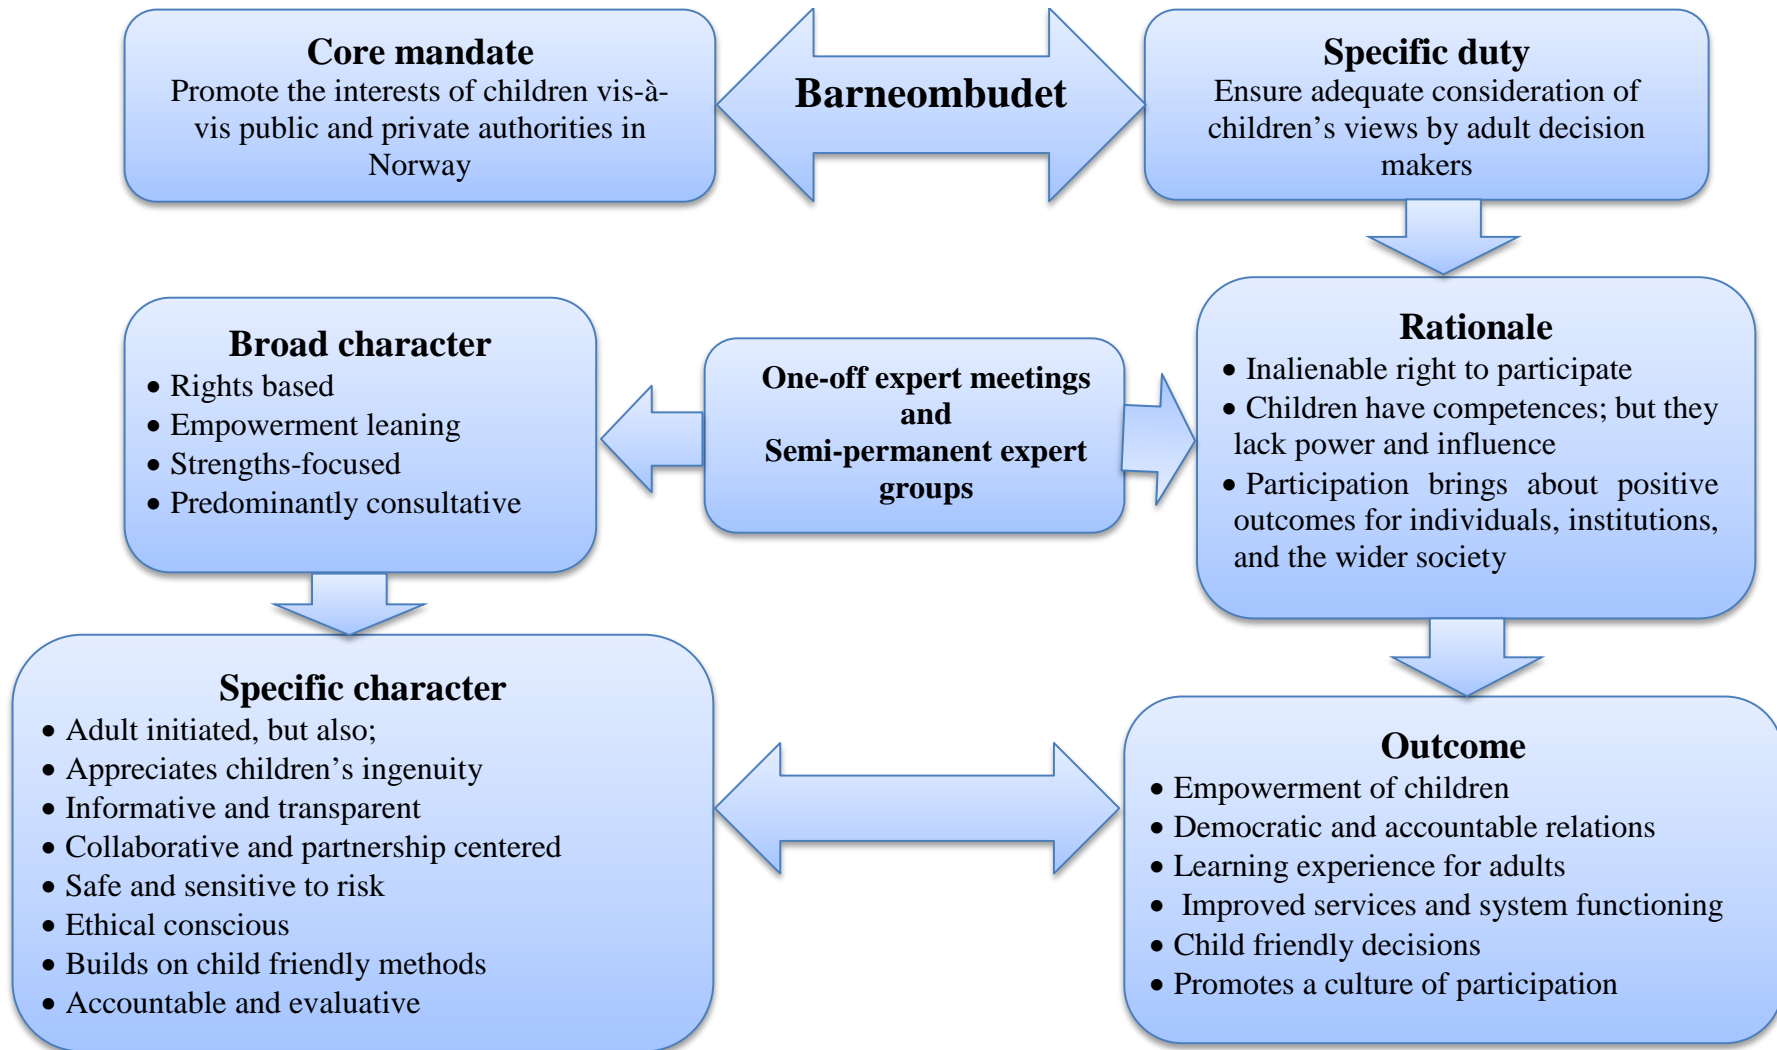 Core mandate
Promote the interests of children vis-à-
vis public and private authorities in
Norway
Barneombudet
Specific duty
Ensure adequate consideration of
children’s views by adult decision
makers
Broad character
• Rights based
• Empowerment leaning
• Strengths-focused
• Predominantly consultative
One-off expert meetings
and
Semi-permanent expert
groups
Rationale
• Inalienable right to participate
• Children have competences; but they
lack power and influence
• Participation brings about positive
outcomes for individuals, institutions,
and the wider society
Specific character
• Adult initiated, but also;
• Appreciates children’s ingenuity
• Informative and transparent
• Collaborative and partnership centered
• Safe and sensitive to risk
• Ethical conscious
• Builds on child friendly methods
• Accountable and evaluative
Outcome
• Empowerment of children
• Democratic and accountable relations
• Learning experience for adults
• Improved services and system functioning
• Child friendly decisions
• Promotes a culture of participation